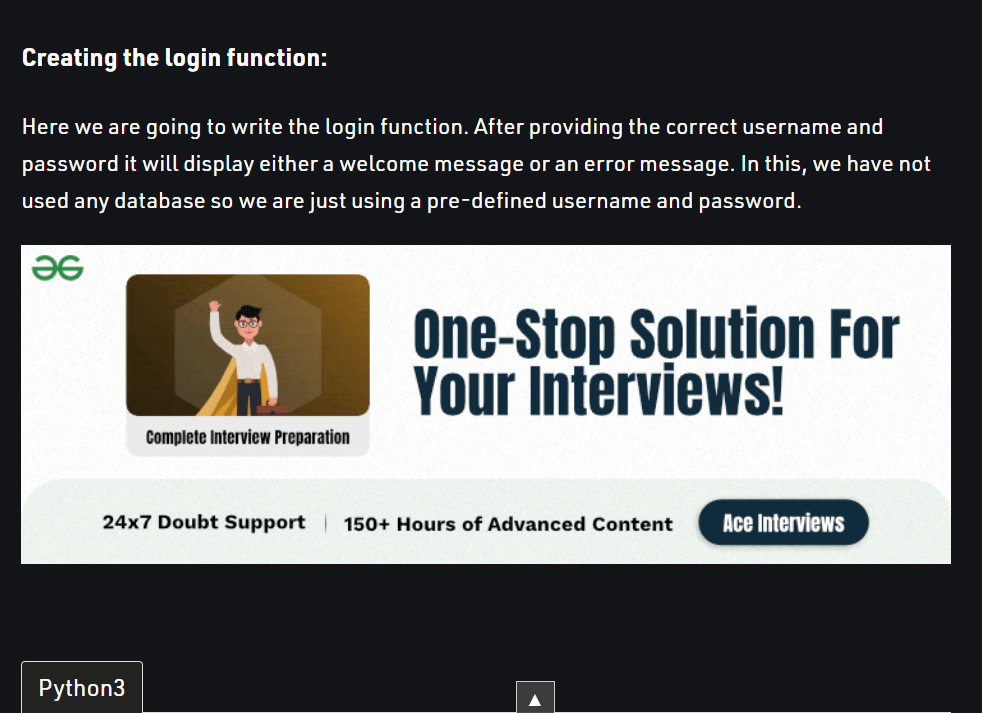 Creating the login function:
Here we are going to write the login function. After providing the correct username and
password it will display either a welcome message or an error message. In this, we have not
used any database so we are just using a pre-defined username and password.
One-Stop Solution For
Your Interviews!
Complete Interview Preparation
24x7 Doubt Support | 150+ Hours of Advanced Content
Ace Interviews
Python3